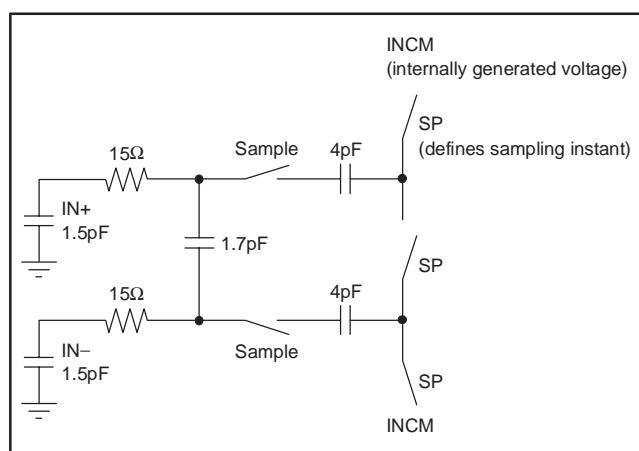 INCM
(internally generated voltage)
SP
(defines sampling instant)
Sample
4pF
15Ω
IN+
1.5pF
1.7pF
SP
15Ω
4pF
IN−
1.5pF
Sample
SP
INCM